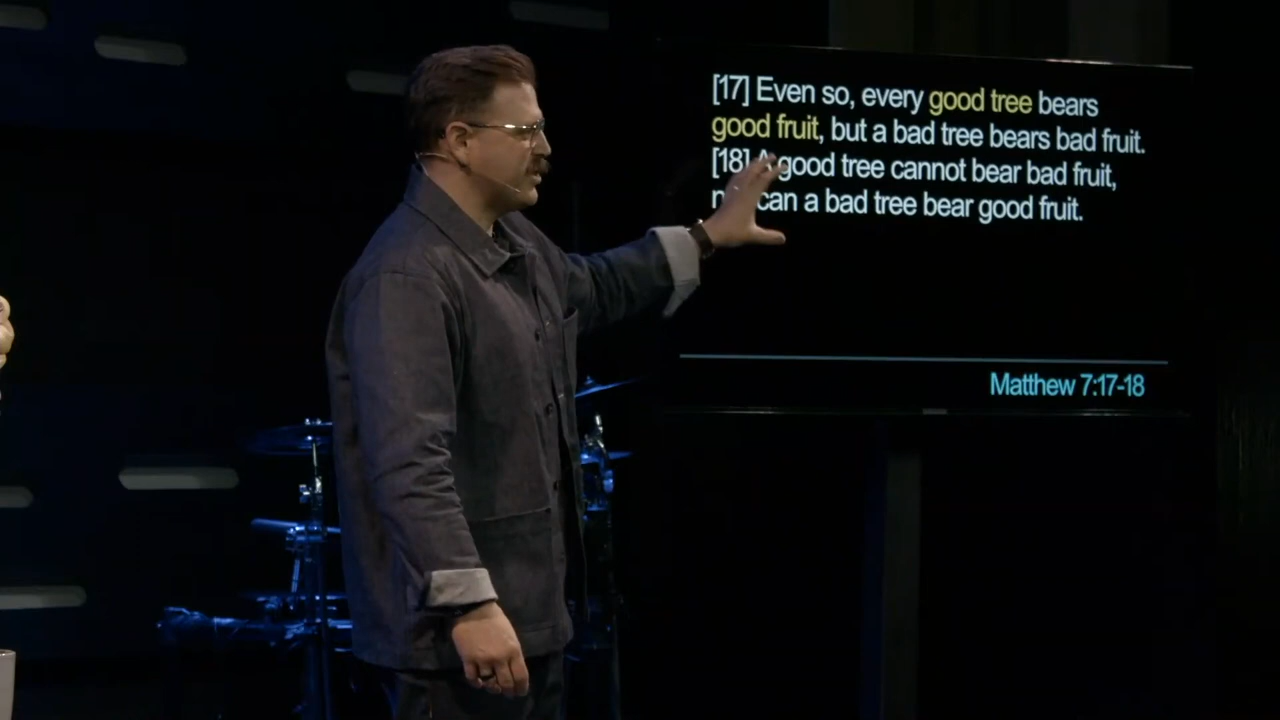 [17] Even so, every good tree bears
good fruit, but a bad tree bears bad fruit.
[18] A good tree cannot bear bad fruit,
can a bad tree bear good fruit.
Matthew 7:17-18